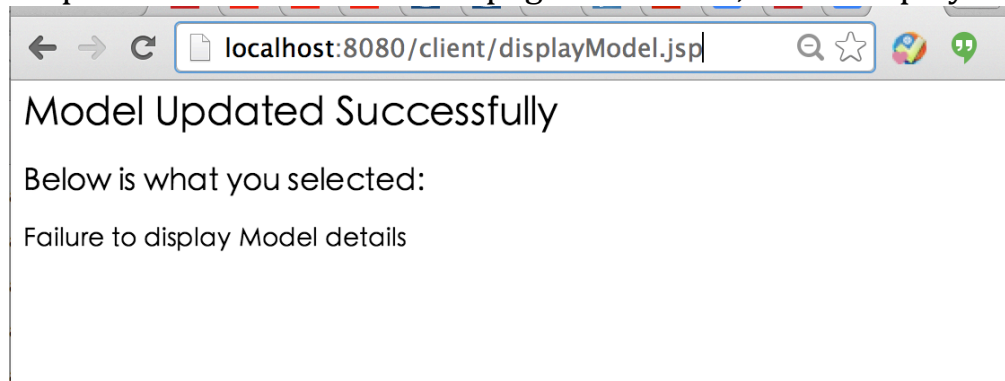 localhost:8080/client/displayModel.jsp
Model Updated Successfully
Below is what you selected:
Failure to display Model details